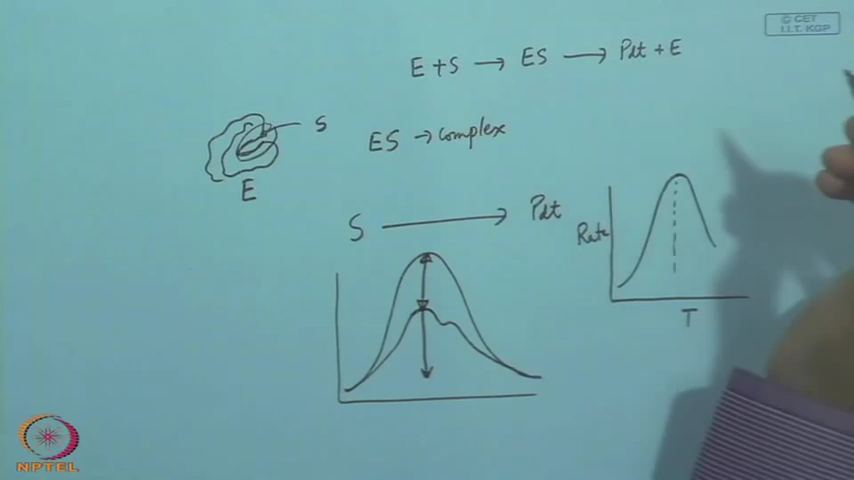 © CET
I.I.T. KGP
E + S → ES → Pdt + E
S
ES → complex
E
S → Pdt
Rate
T
NPTEL